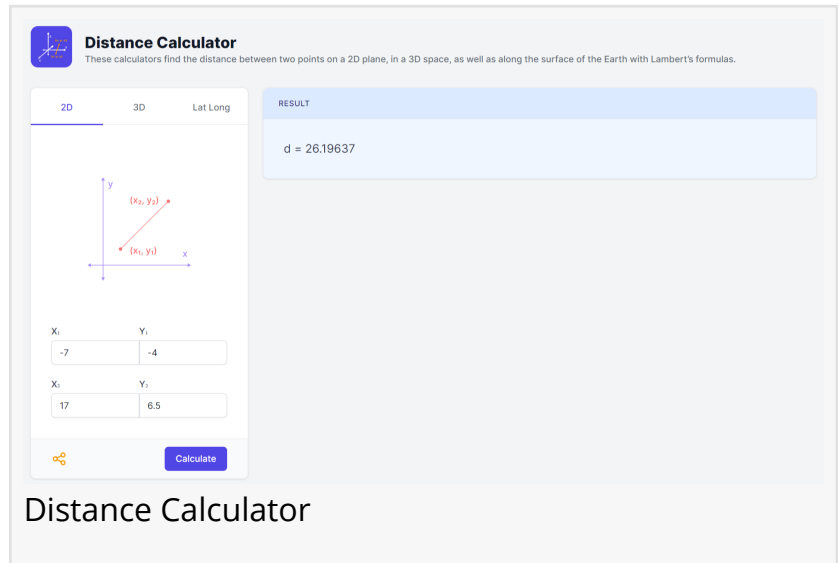 Distance Calculator
These calculators find the distance between two points on a 2D plane, in a 3D space, as well as along the surface of the Earth with Lambert's formulas.
2D 3D Lat Long
RESULT
d = 26.19637
y
(x₂, y₂)
(x₁, y₁) x
X₁ Y₁
-7 -4
X₂ Y₂
17 6.5
Calculate
Distance Calculator